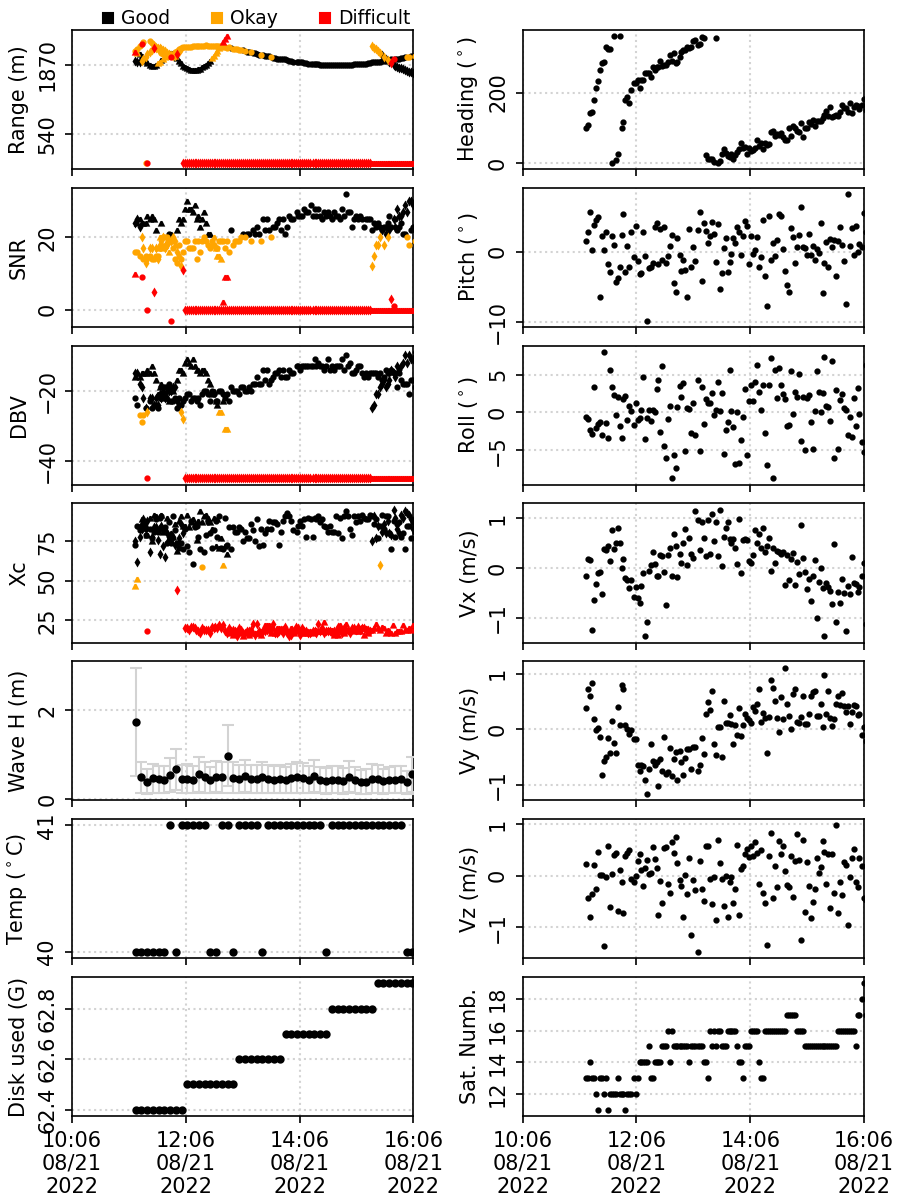 Good Okay Difficult
Range (m)
1870
540
Heading (°)
200
0
SNR
20
0
Pitch (°)
0
−10
DBV
−20
−40
Roll (°)
5
0
−5
Xc
75
50
25
Vx (m/s)
1
0
−1
Wave H (m)
2
0
Vy (m/s)
1
0
−1
Temp (°C)
41
40
Vz (m/s)
1
0
−1
Disk used (G)
62.8
62.6
62.4
Sat. Numb.
18
16
14
12
10:06 12:06 14:06 16:06 10:06 12:06 14:06 16:06
08/21 08/21 08/21 08/21 08/21 08/21 08/21 08/21
2022 2022 2022 2022 2022 2022 2022 2022